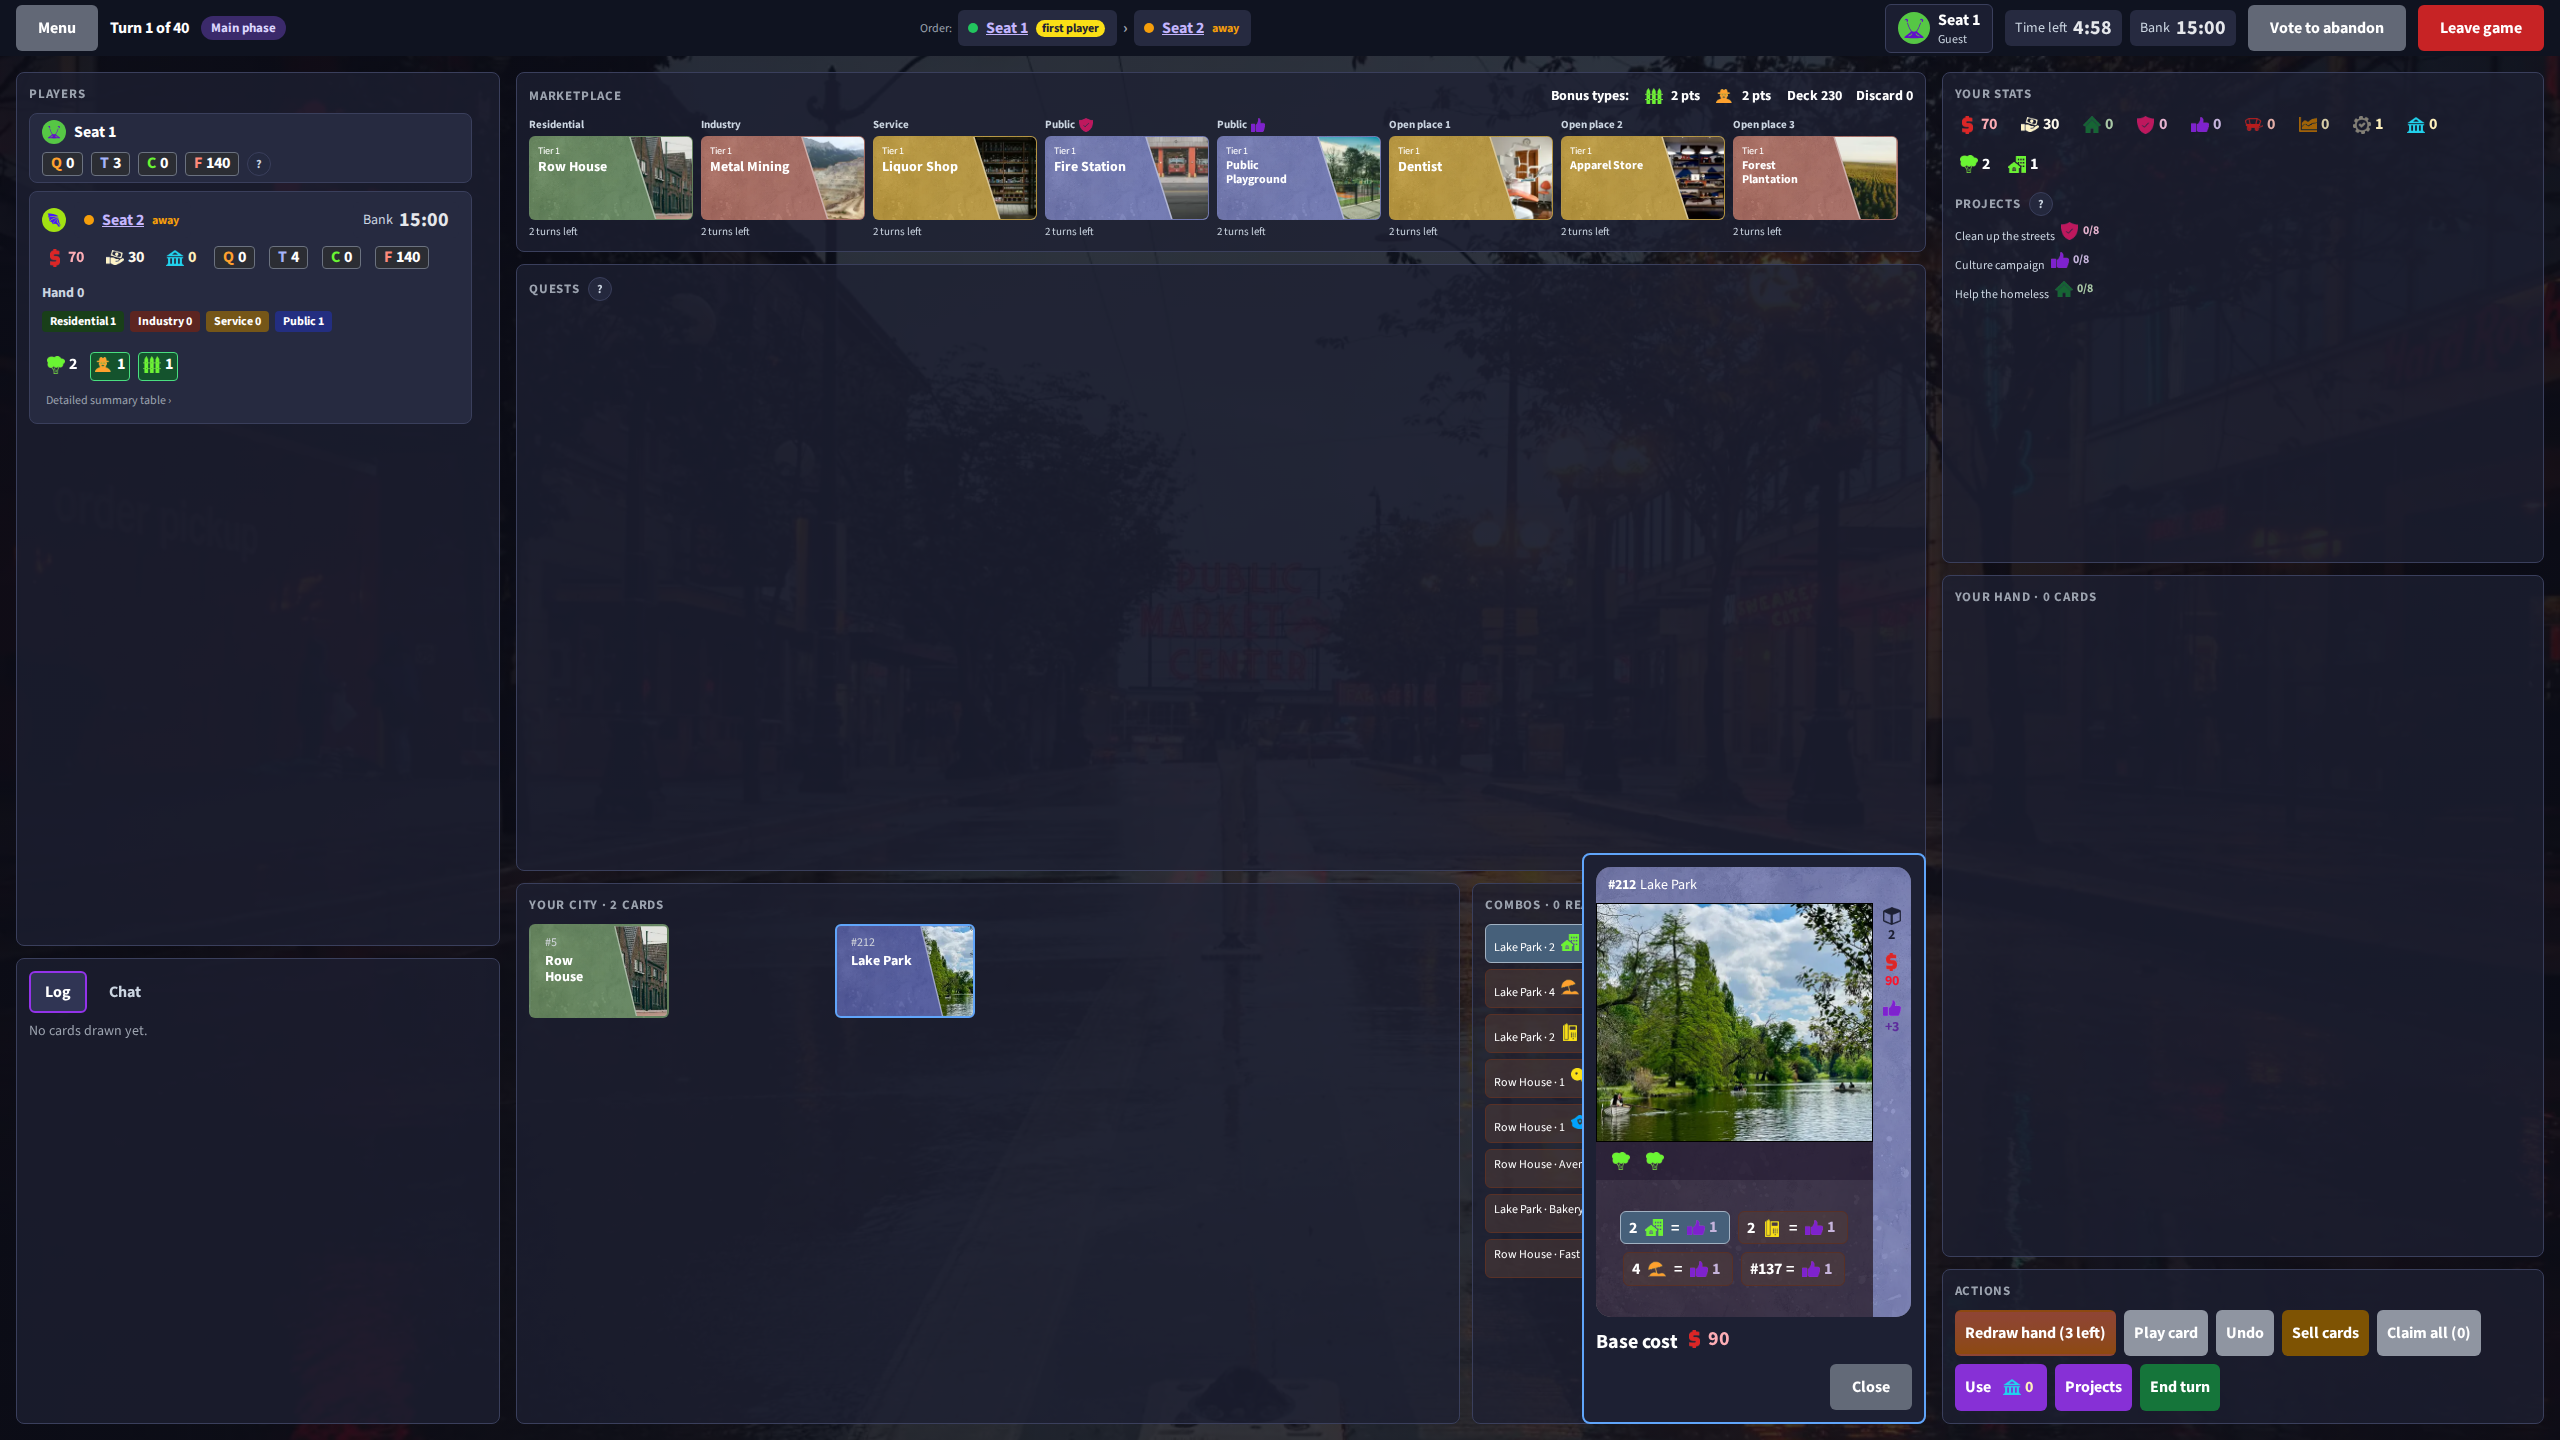 Menu
Turn 1 of 40
Main phase
Order:
Seat 1
first player
›
Seat 2
away
Seat 1
Guest
Time left 4:58
Bank 15:00
Vote to abandon
Leave game
PLAYERS
Seat 1
Q 0
T 3
C 0
F 140
?
Seat 2
away
Bank 15:00
70
30
0
Q 0
T 4
C 0
F 140
Hand 0
Residential 1
Industry 0
Service 0
Public 1
2
1
1
Detailed summary table ›
Log
Chat
No cards drawn yet.
MARKETPLACE
Bonus types:
2 pts
2 pts
Deck 230
Discard 0
Residential
Tier 1
Row House
2 turns left
Industry
Tier 1
Metal Mining
2 turns left
Service
Tier 1
Liquor Shop
2 turns left
Public
Tier 1
Fire Station
2 turns left
Public
Tier 1
Public
Playground
2 turns left
Open place 1
Tier 1
Dentist
2 turns left
Open place 2
Tier 1
Apparel Store
2 turns left
Open place 3
Tier 1
Forest
Plantation
2 turns left
QUESTS
?
order pickup
PUBLIC
MARKET
CENTER
YOUR CITY · 2 CARDS
#5
Row
House
#212
Lake Park
COMBOS · 0 RE
Lake Park · 2
Lake Park · 4
Lake Park · 2
Row House · 1
Row House · 1
Row House · Aven
Lake Park · Bakery
Row House · Fast
#212 Lake Park
2
90
+3
2 = 1
2 = 1
4 = 1
#137 = 1
Base cost 90
Close
YOUR STATS
70
30
0
0
0
0
0
1
0
2
1
PROJECTS
?
Clean up the streets 0/8
Culture campaign 0/8
Help the homeless 0/8
YOUR HAND · 0 CARDS
ACTIONS
Redraw hand (3 left)
Play card
Undo
Sell cards
Claim all (0)
Use 0
Projects
End turn